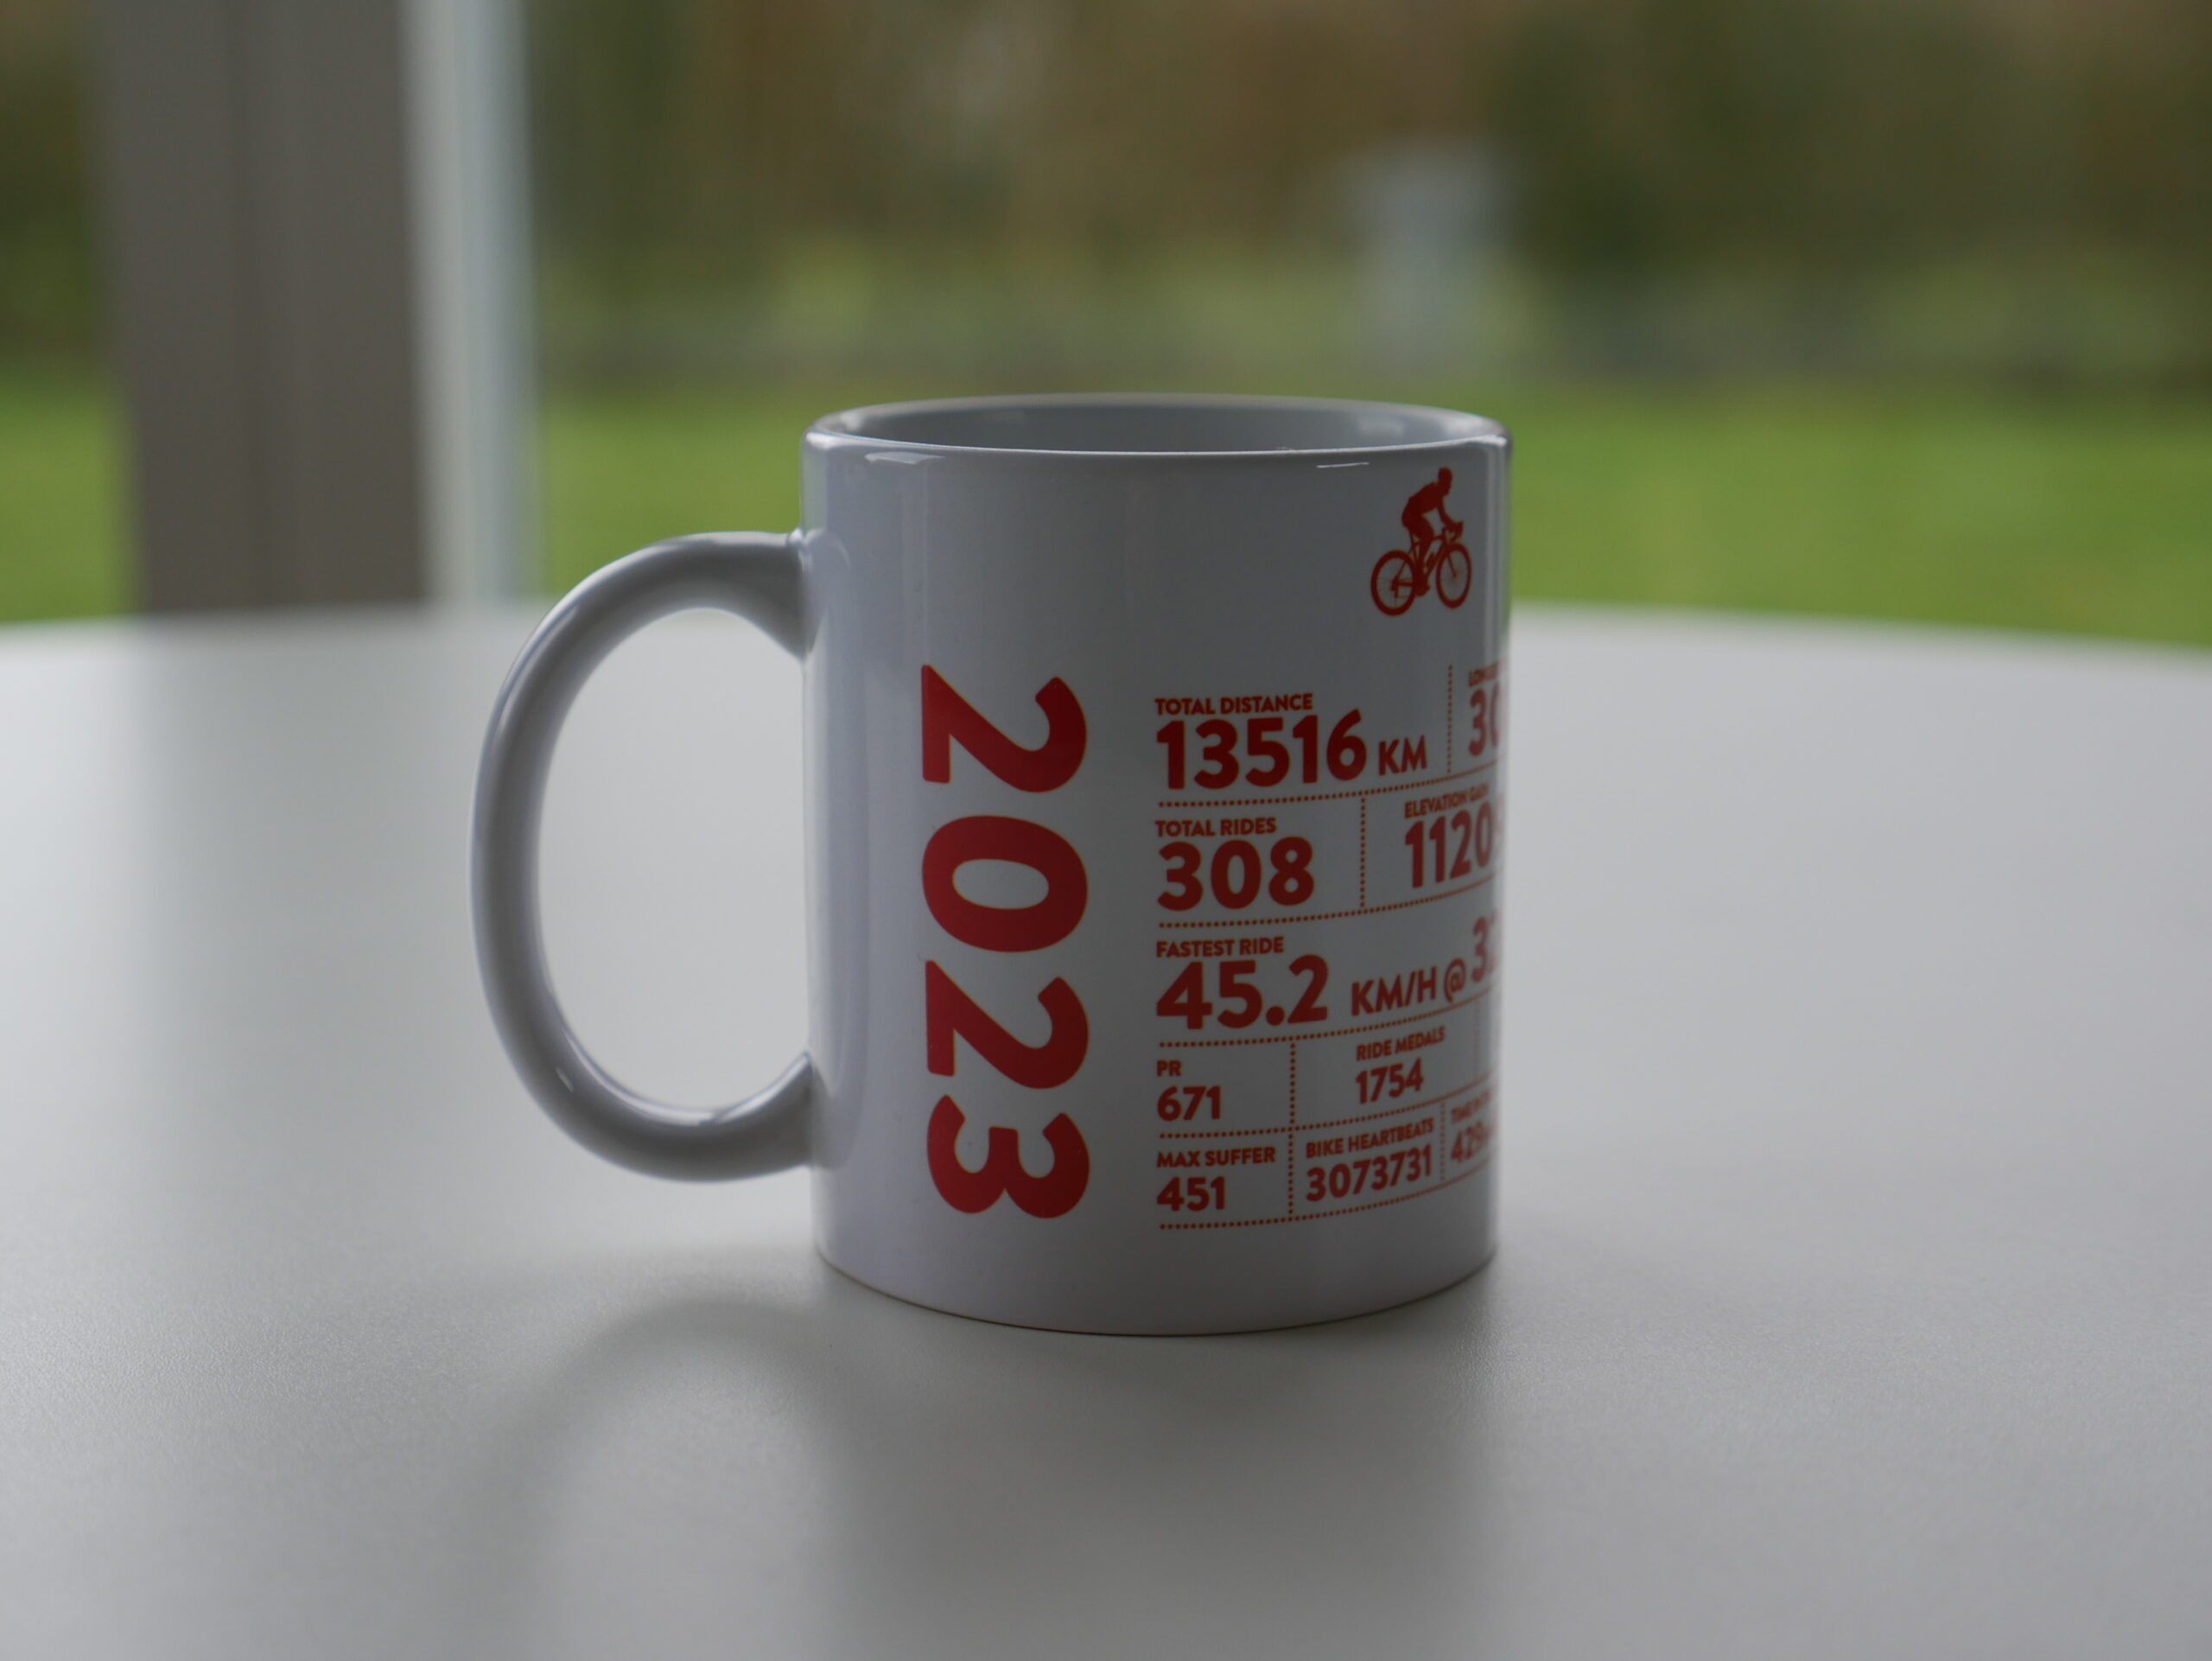 2023
TOTAL DISTANCE
13516 KM
TOTAL RIDES
308
ELEVATION GAIN
1120
FASTEST RIDE
45.2 KM/H @
PR
671
RIDE MEDALS
1754
MAX SUFFER
451
BIKE HEARTBEATS
3073731